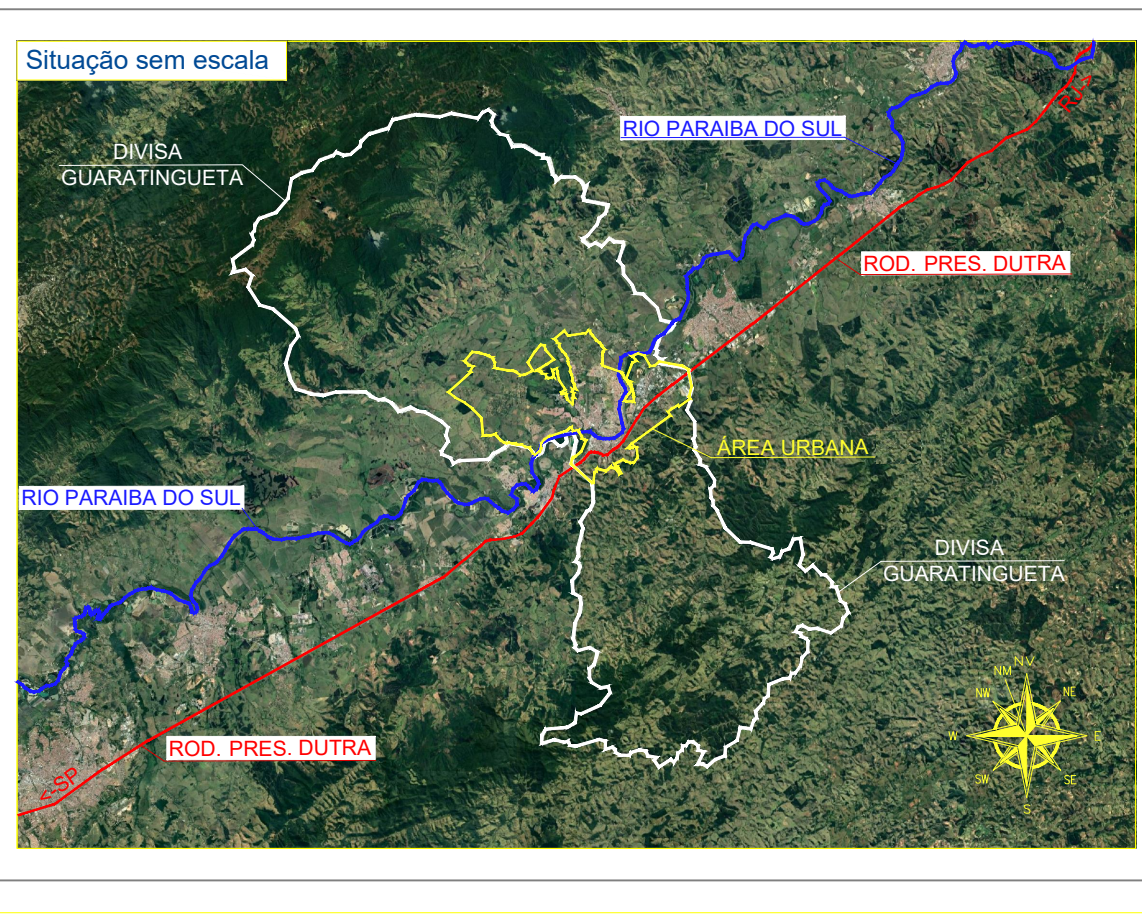 Situação sem escala
RJ->
RIO PARAIBA DO SUL
DIVISA
GUARATINGUETA
ROD. PRES. DUTRA
ÁREA URBANA
RIO PARAIBA DO SUL
DIVISA
GUARATINGUETA
NV
NM
NW
NE
W
E
SW
SE
S
ROD. PRES. DUTRA
<-SP